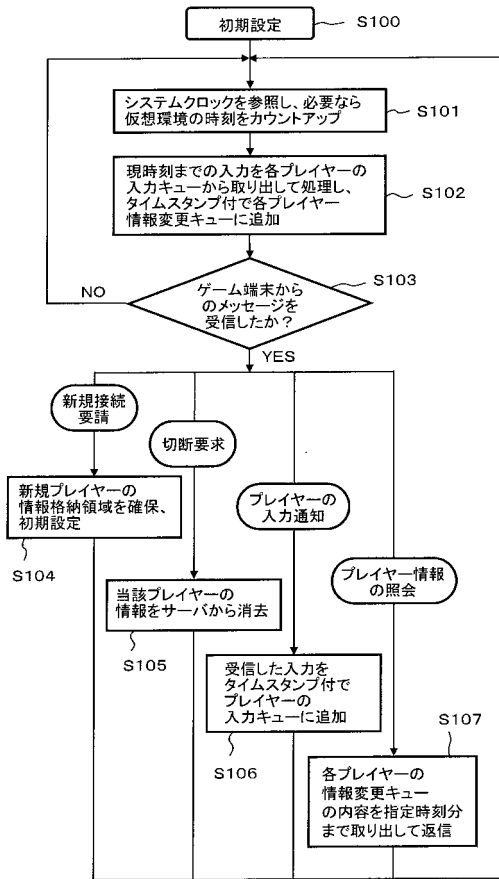 初期設定
S100
システムクロックを参照し、必要なら
仮想環境の時刻をカウントアップ
S101
現時刻までの入力を各プレイヤーの
入力キューから取り出して処理し、
タイムスタンプ付で各プレイヤー
情報変更キューに追加
S102
ゲーム端末から
のメッセージを
受信したか？
S103
NO
YES
新規接続
要請
切断要求
プレイヤーの
入力通知
プレイヤー情報
の照会
新規プレイヤーの
情報格納領域を確保、
初期設定
S104
当該プレイヤーの
情報をサーバから消去
S105
受信した入力を
タイムスタンプ付で
プレイヤーの
入力キューに追加
S106
S107
各プレイヤーの
情報変更キュー
の内容を指定時刻分
まで取り出して返信